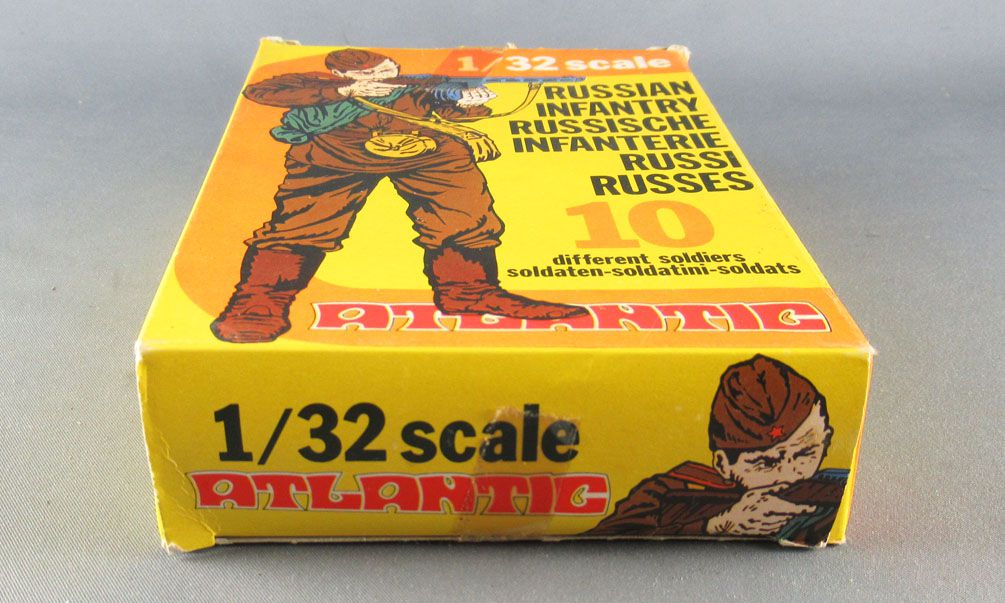 1/32 scale
RUSSIAN
INFANTRY
RUSSISCHE
INFANTERIE
RUSSI
RUSSES
10
different soldiers
soldaten-soldatini-soldats
ATLANTIC
1/32 scale
ATLANTIC